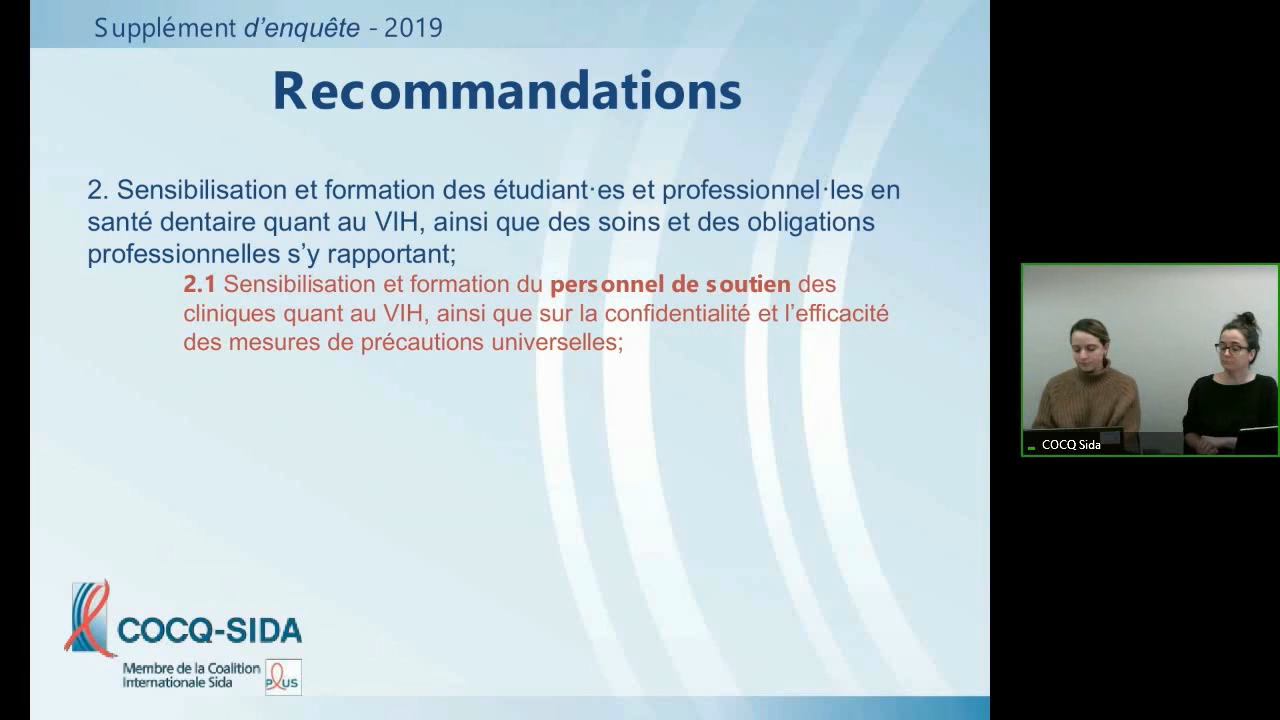 Supplément d’enquête - 2019
Recommandations
2. Sensibilisation et formation des étudiant·es et professionnel·les en
santé dentaire quant au VIH, ainsi que des soins et des obligations
professionnelles s’y rapportant;
2.1 Sensibilisation et formation du personnel de soutien des
cliniques quant au VIH, ainsi que sur la confidentialité et l’efficacité
des mesures de précautions universelles;
COCQ Sida
COCQ-SIDA
Membre de la Coalition
Internationale Sida
PLUS